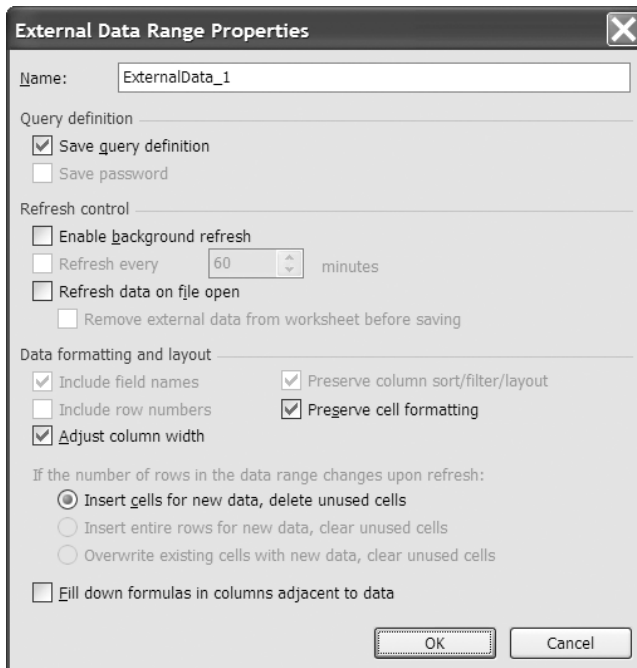 External Data Range Properties
Name: ExternalData_1
Query definition
Save query definition
Save password
Refresh control
Enable background refresh
Refresh every 60 minutes
Refresh data on file open
Remove external data from worksheet before saving
Data formatting and layout
Include field names Preserve column sort/filter/layout
Include row numbers Preserve cell formatting
Adjust column width
If the number of rows in the data range changes upon refresh:
Insert cells for new data, delete unused cells
Insert entire rows for new data, clear unused cells
Overwrite existing cells with new data, clear unused cells
Fill down formulas in columns adjacent to data
OK Cancel